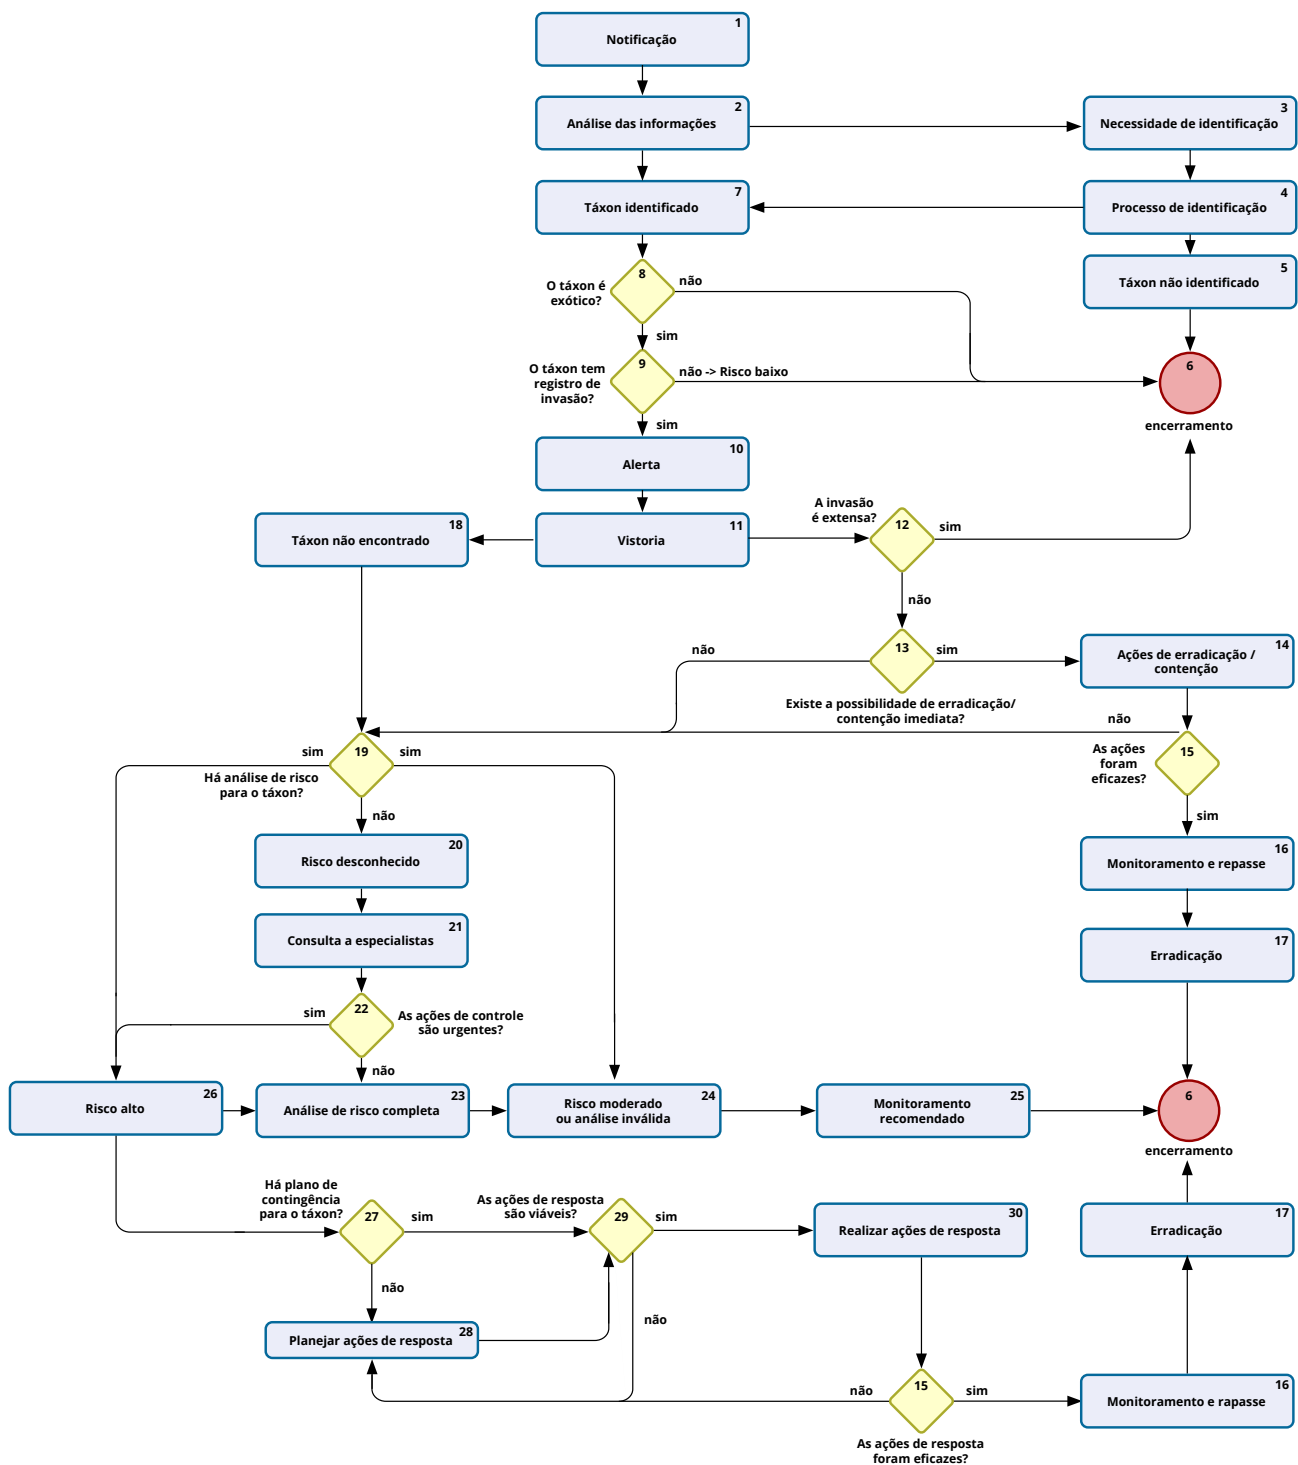 1
Notificação
2
Análise das informações
3
Necessidade de identificação
7
Táxon identificado
4
Processo de identificação
5
Táxon não identificado
8
O táxon é
exótico?
não
sim
9
O táxon tem
registro de
invasão?
não -> Risco baixo
sim
6
encerramento
10
Alerta
18
Táxon não encontrado
11
Vistoria
A invasão
é extensa?
12
sim
não
13
não
sim
Existe a possibilidade de erradicação/
contenção imediata?
14
Ações de erradicação /
contenção
não
15
As ações
foram
eficazes?
sim
19
sim
sim
Há análise de risco
para o táxon?
não
20
Risco desconhecido
16
Monitoramento e repasse
21
Consulta a especialistas
17
Erradicação
22
sim
As ações de controle
são urgentes?
não
26
Risco alto
23
Análise de risco completa
24
Risco moderado
ou análise inválida
25
Monitoramento
recomendado
6
encerramento
Há plano de
contingência
para o táxon?
27
sim
não
As ações de resposta
são viáveis?
29
sim
não
30
Realizar ações de resposta
17
Erradicação
28
Planejar ações de resposta
15
não
sim
As ações de resposta
foram eficazes?
16
Monitoramento e rapasse